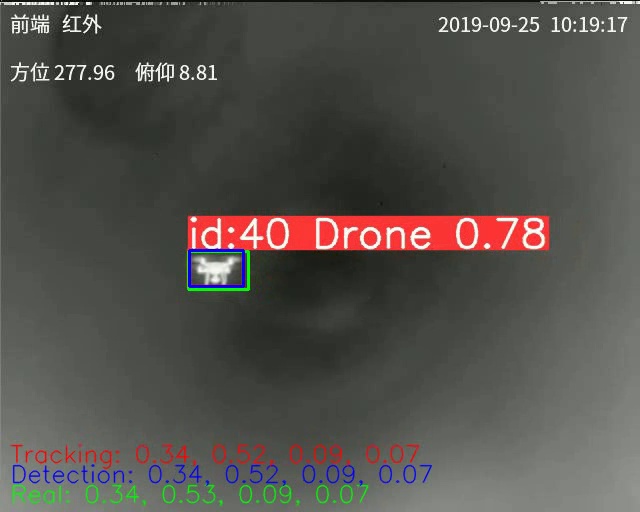 前端 红外
2019-09-25 10:19:17
方位 277.96 俯仰 8.81
id:40 Drone 0.78
Tracking: 0.34, 0.52, 0.09, 0.07
Detection: 0.34, 0.52, 0.09, 0.07
Real: 0.34, 0.53, 0.09, 0.07